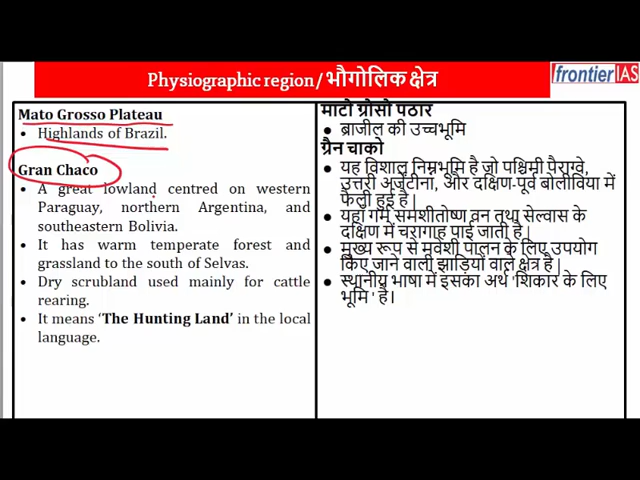 Physiographic region / भौगोलिक क्षेत्र
frontier IAS
Mato Grosso Plateau
• Highlands of Brazil.
Gran Chaco
• A great lowland centred on western
Paraguay, northern Argentina, and
southeastern Bolivia.
• It has warm temperate forest and
grassland to the south of Selvas.
• Dry scrubland used mainly for cattle
rearing.
• It means ‘The Hunting Land’ in the local
language.
माटो ग्रोसो पठार
• ब्राजील की उच्चभूमि
ग्रैन चाको
• यह विशाल निम्नभूमि है जो पश्चिमी पैराग्वे,
उत्तरी अर्जेंटीना, और दक्षिण-पूर्व बोलीविया में
फैली हुई है |
• यहां गर्म समशीतोष्ण वन तथा सेल्वास के
दक्षिण में चरागाह पाई जाती है |
• मुख्य रूप से मवेशी पालन के लिए उपयोग
किए जाने वाली झाड़ियों वाले क्षेत्र है |
• स्थानीय भाषा में इसका अर्थ 'शिकार के लिए
भूमि ' है |